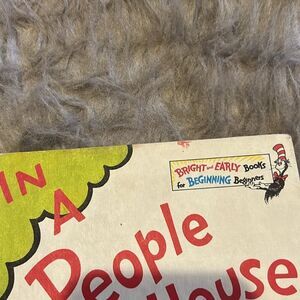 BRIGHT and EARLY Books
for BEGINNING Beginners
IN
A
People
House